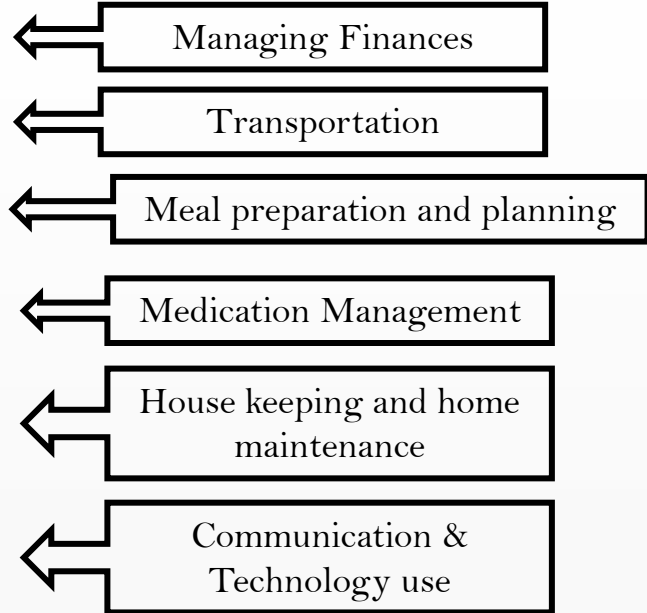 Managing Finances
Transportation
Meal preparation and planning
Medication Management
House keeping and home
maintenance
Communication &
Technology use